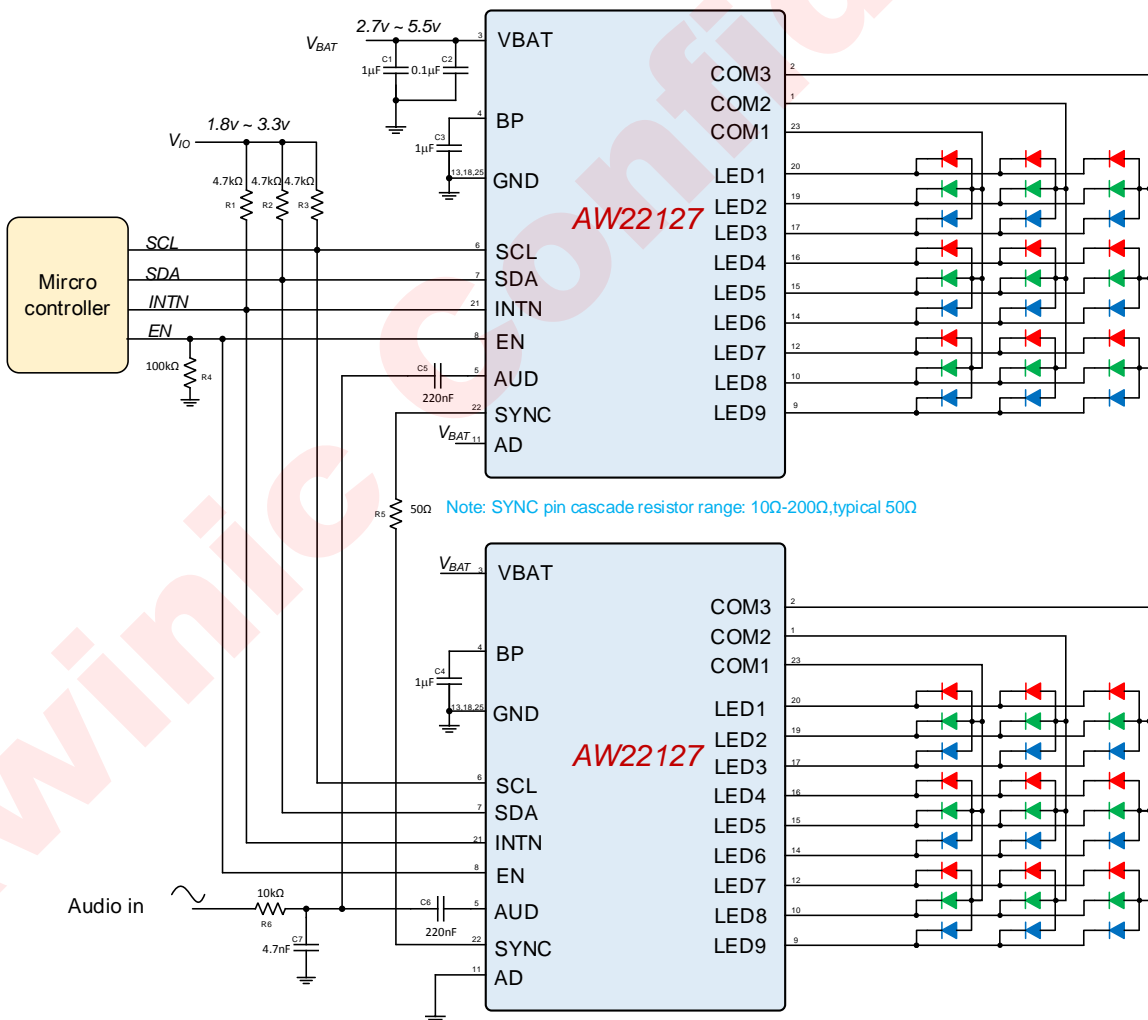 2.7v ~ 5.5v
VBAT
3
VBAT
C1
C2
1µF
0.1µF
COM3
2
COM2
1
4
BP
COM1
23
1.8v ~ 3.3v
VIO
C3
1µF
13,18,25
GND
LED1
20
4.7kΩ 4.7kΩ 4.7kΩ
R1
R2
R3
LED2
19
AW22127
LED3
17
SCL
6
SCL
LED4
16
SDA
7
SDA
LED5
15
Mircro
controller
INTN
21
INTN
LED6
14
EN
8
EN
LED7
12
100kΩ
R4
C5
220nF
5
AUD
LED8
10
22
SYNC
LED9
9
VBAT
11
AD
R5
50Ω
Note: SYNC pin cascade resistor range: 10Ω-200Ω,typical 50Ω
VBAT
3
VBAT
COM3
2
COM2
1
4
BP
COM1
23
C4
1µF
13,18,25
GND
LED1
20
LED2
19
AW22127
LED3
17
6
SCL
LED4
16
7
SDA
LED5
15
21
INTN
LED6
14
8
EN
LED7
12
Audio in
10kΩ
R6
C6
220nF
5
AUD
LED8
10
C7
4.7nF
22
SYNC
LED9
9
11
AD